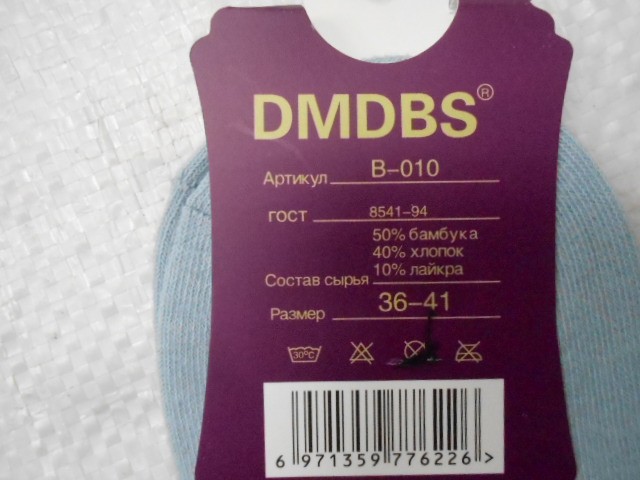 DMDBS®
Артикул B-010
ГОСТ 8541-94
50% бамбука
40% хлопок
Состав сырья 10% лайкра
Размер 36-41
30°C
6 971359 776226 >